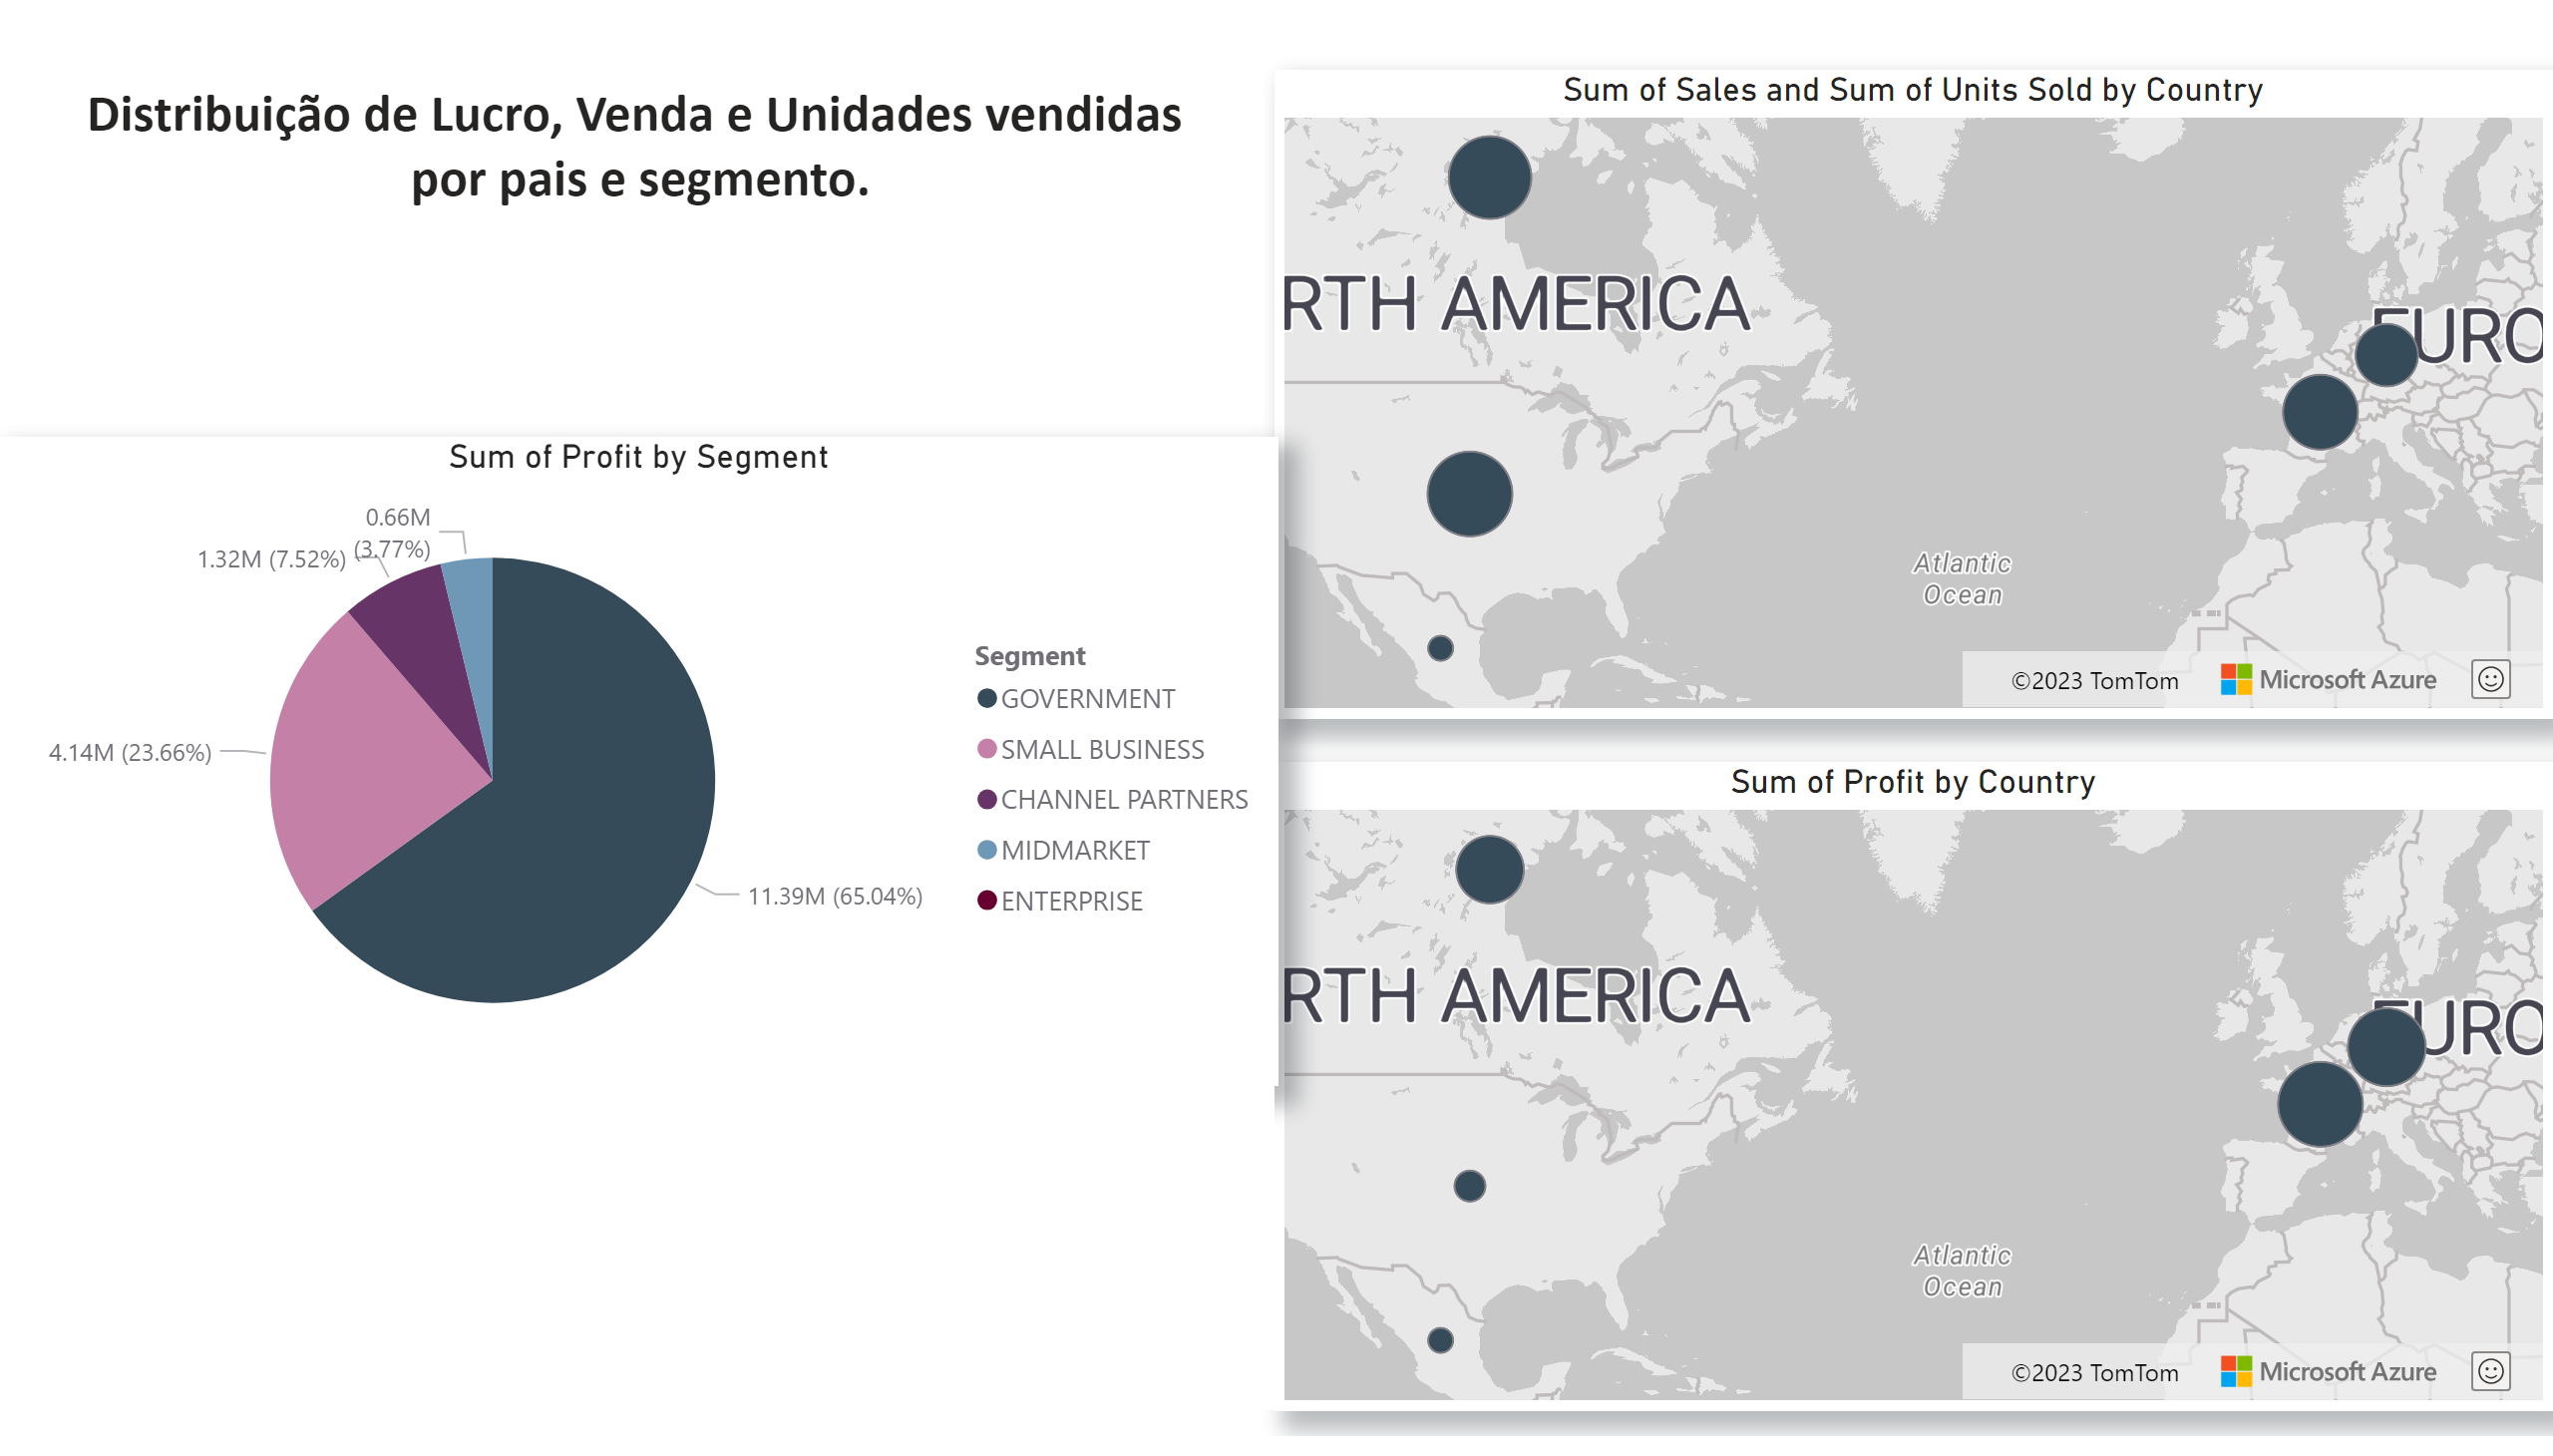 Distribuição de Lucro, Venda e Unidades vendidas
por pais e segmento.
Sum of Profit by Segment
0.66M
(3.77%)
1.32M (7.52%)
4.14M (23.66%)
11.39M (65.04%)
Segment
GOVERNMENT
SMALL BUSINESS
CHANNEL PARTNERS
MIDMARKET
ENTERPRISE
Sum of Sales and Sum of Units Sold by Country
RTH AMERICA
EURO
Atlantic
Ocean
©2023 TomTom
Microsoft Azure
Sum of Profit by Country
RTH AMERICA
EURO
Atlantic
Ocean
©2023 TomTom
Microsoft Azure